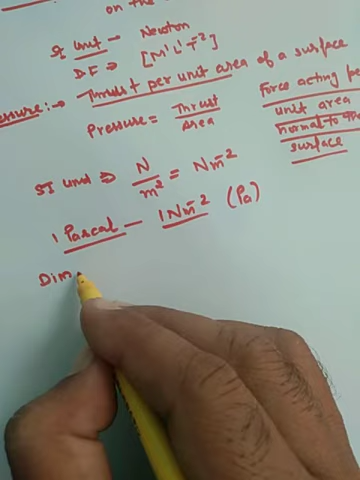 on the
SI unit - Newton
DF => [M¹L¹T⁻²]
Pressure :→ Thrust per unit area of a surface
Pressure = Thrust / Area
Force acting per
unit area
normal to the
surface
SI unit => N / m² = Nm⁻²
1 Pascal - 1Nm⁻² (Pa)
Dim